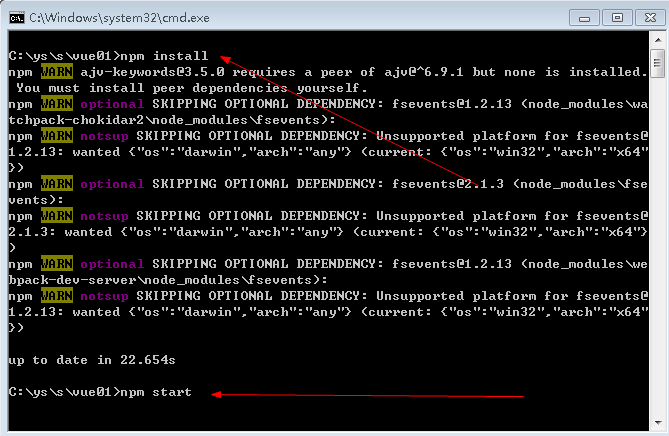 C:\Windows\system32\cmd.exe
C:\ys\s\vue01>npm install
npm WARN ajv-keywords@3.5.0 requires a peer of ajv@^6.9.1 but none is installed.
 You must install peer dependencies yourself.
npm WARN optional SKIPPING OPTIONAL DEPENDENCY: fsevents@1.2.13 (node_modules\wa
tchpack-chokidar2\node_modules\fsevents):
npm WARN notsup SKIPPING OPTIONAL DEPENDENCY: Unsupported platform for fsevents@
1.2.13: wanted {"os":"darwin","arch":"any"} (current: {"os":"win32","arch":"x64"
})
npm WARN optional SKIPPING OPTIONAL DEPENDENCY: fsevents@2.1.3 (node_modules\fse
vents):
npm WARN notsup SKIPPING OPTIONAL DEPENDENCY: Unsupported platform for fsevents@
2.1.3: wanted {"os":"darwin","arch":"any"} (current: {"os":"win32","arch":"x64"}
)
npm WARN optional SKIPPING OPTIONAL DEPENDENCY: fsevents@1.2.13 (node_modules\we
bpack-dev-server\node_modules\fsevents):
npm WARN notsup SKIPPING OPTIONAL DEPENDENCY: Unsupported platform for fsevents@
1.2.13: wanted {"os":"darwin","arch":"any"} (current: {"os":"win32","arch":"x64"
})
up to date in 22.654s
C:\ys\s\vue01>npm start